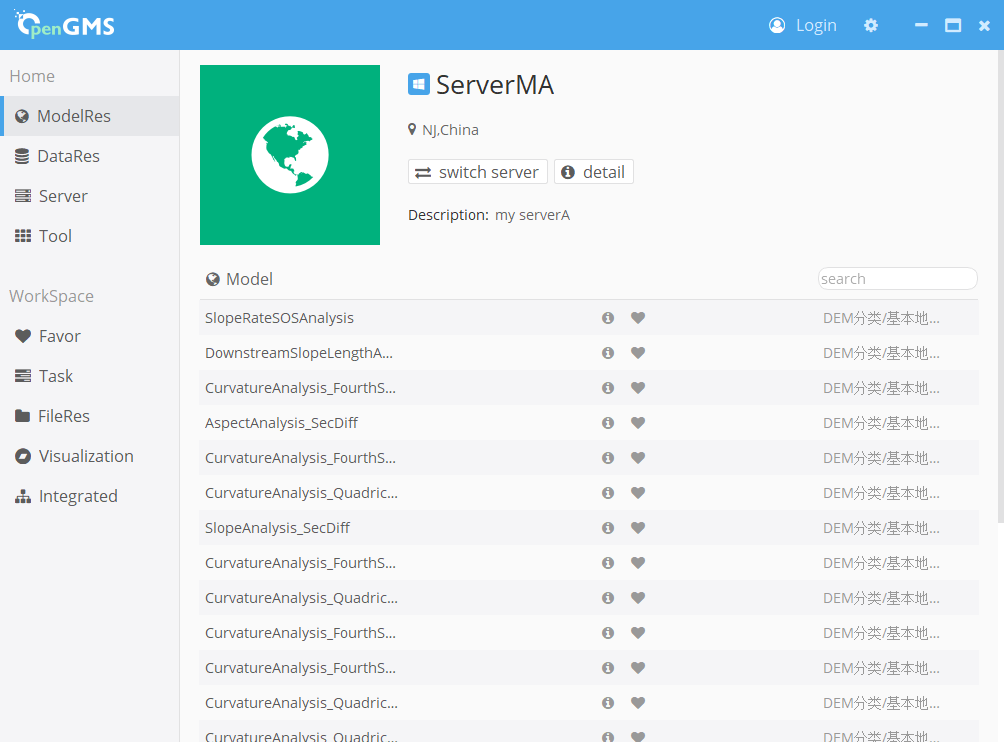 OpenGMS
Login
Home
ModelRes
DataRes
Server
Tool
WorkSpace
Favor
Task
FileRes
Visualization
Integrated
ServerMA
NJ,China
switch server
detail
Description: my serverA
Model
search
SlopeRateSOSAnalysis DEM分类/基本地...
DownstreamSlopeLengthA... DEM分类/基本地...
CurvatureAnalysis_FourthS... DEM分类/基本地...
AspectAnalysis_SecDiff DEM分类/基本地...
CurvatureAnalysis_FourthS... DEM分类/基本地...
CurvatureAnalysis_Quadric... DEM分类/基本地...
SlopeAnalysis_SecDiff DEM分类/基本地...
CurvatureAnalysis_FourthS... DEM分类/基本地...
CurvatureAnalysis_Quadric... DEM分类/基本地...
CurvatureAnalysis_FourthS... DEM分类/基本地...
CurvatureAnalysis_FourthS... DEM分类/基本地...
CurvatureAnalysis_Quadric... DEM分类/基本地...
CurvatureAnalysis_Quadric... DEM分类/基本地...